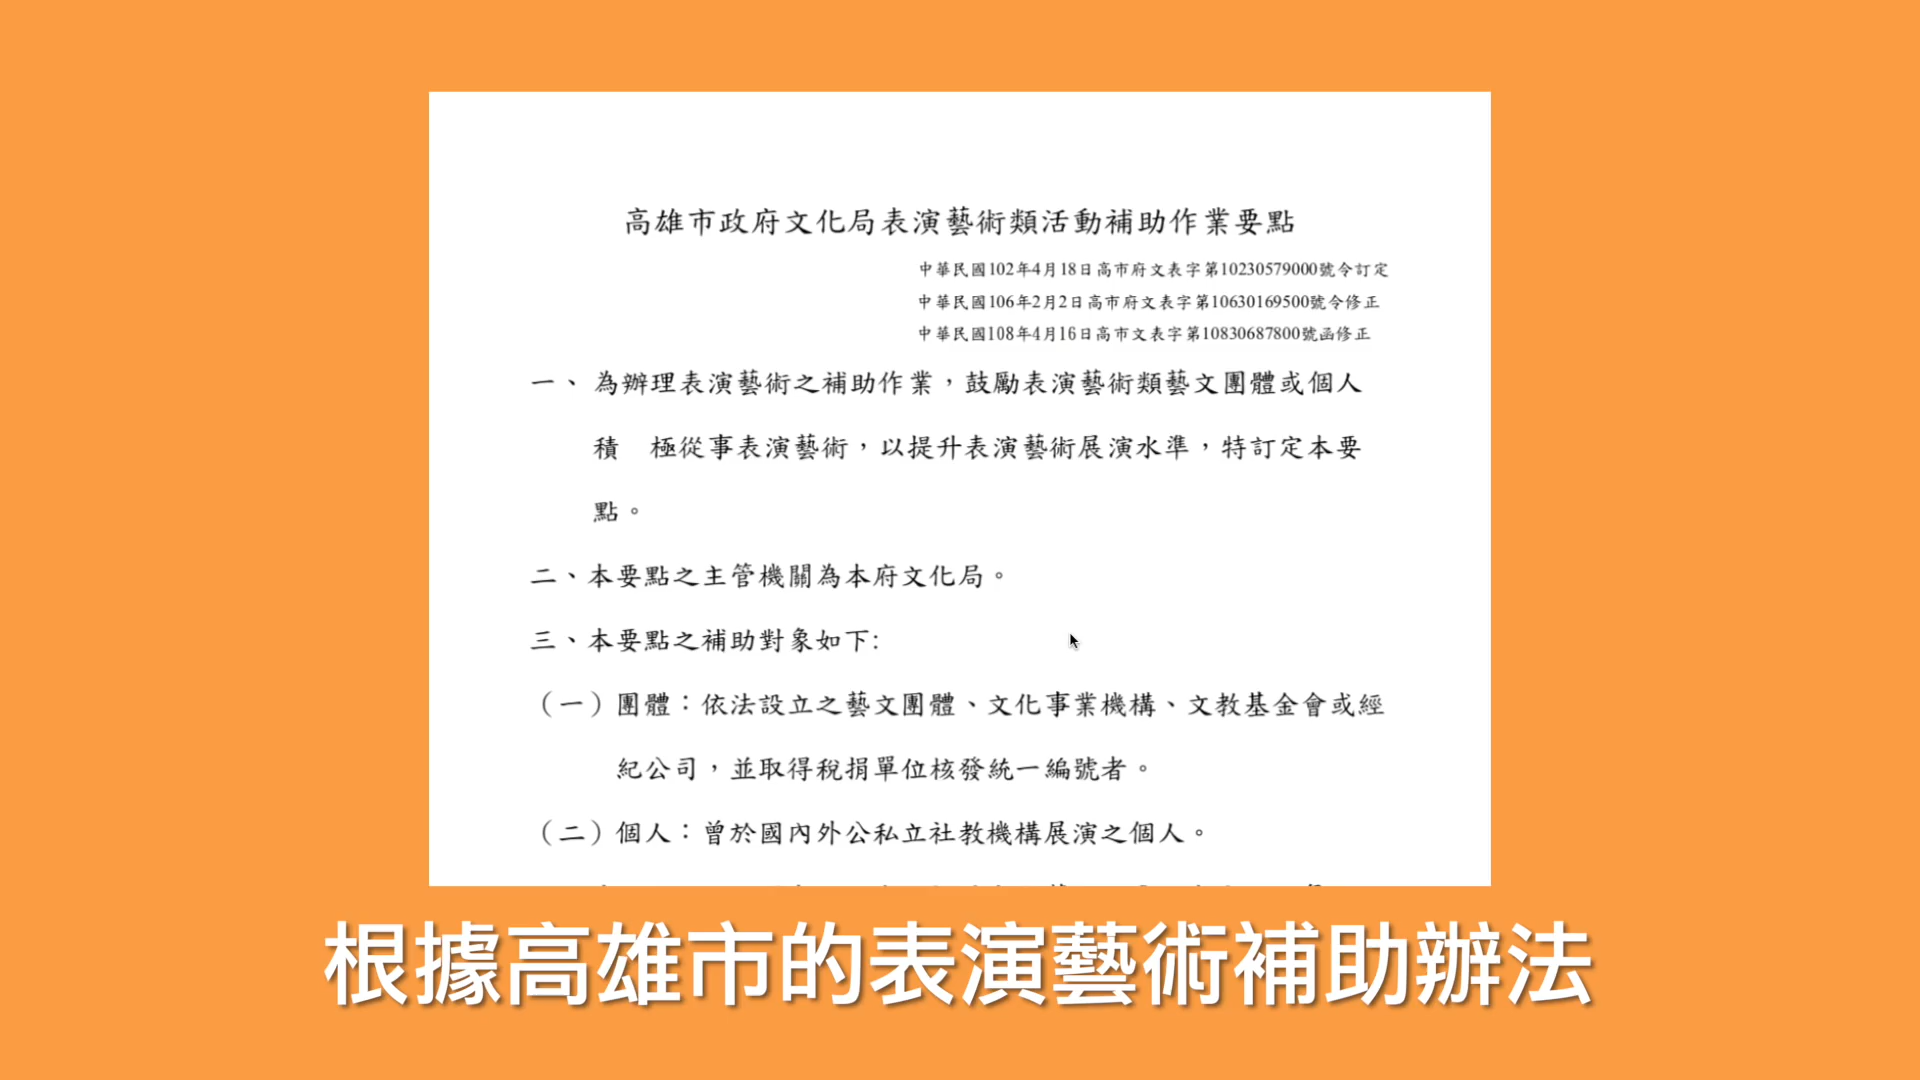 高雄市政府文化局表演藝術類活動補助作業要點
中華民國102年4月18日高市府文表字第10230579000號令訂定
中華民國106年2月2日高市府文表字第10630169500號令修正
中華民國108年4月16日高市文表字第10830687800號函修正
一、為辦理表演藝術之補助作業，鼓勵表演藝術類藝文團體或個人
積　極從事表演藝術，以提升表演藝術展演水準，特訂定本要
點。
二、本要點之主管機關為本府文化局。
三、本要點之補助對象如下:
（一）團體：依法設立之藝文團體、文化事業機構、文教基金會或經
紀公司，並取得稅捐單位核發統一編號者。
（二）個人：曾於國內外公私立社教機構展演之個人。
根據高雄市的表演藝術補助辦法